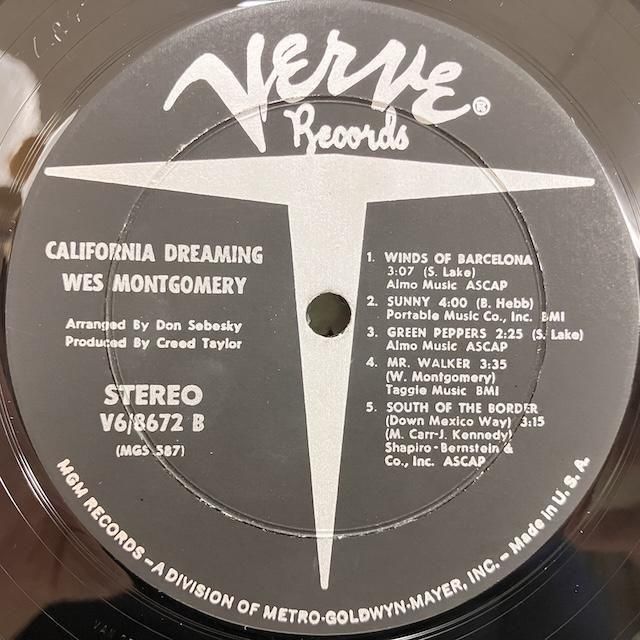 Verve®
Records
CALIFORNIA DREAMING
WES MONTGOMERY
Arranged By Don Sebesky
Produced By Creed Taylor
STEREO
V6/8672 B
(MGS 587)
1. WINDS OF BARCELONA
3:07 (S. Lake)
Almo Music ASCAP
2. SUNNY 4:00 (B. Hebb)
Portable Music Co., Inc. BMI
3. GREEN PEPPERS 2:25 (S. Lake)
Almo Music ASCAP
4. MR. WALKER 3:35
(W. Montgomery)
Taggie Music BMI
5. SOUTH OF THE BORDER
(Down Mexico Way) 3:15
(M. Carr-J. Kennedy)
Shapiro-Bernstein &
Co., Inc. ASCAP
MGM RECORDS – A DIVISION OF METRO-GOLDWYN-MAYER, INC. – Made in U.S.A.